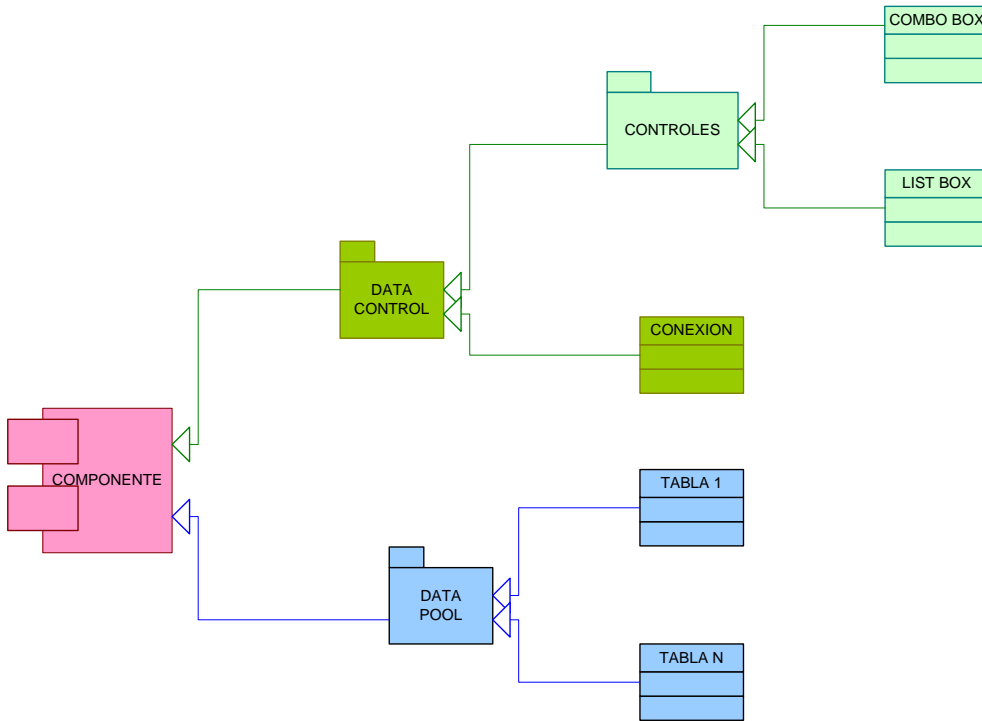 COMBO BOX
CONTROLES
LIST BOX
DATA
CONTROL
CONEXION
COMPONENTE
TABLA 1
DATA
POOL
TABLA N